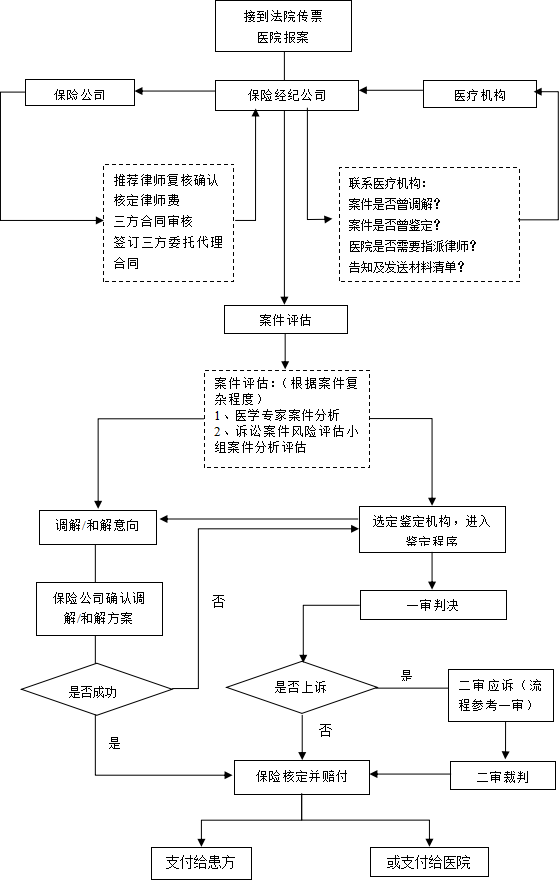 接到法院传票
医院报案
保险公司
保险经纪公司
医疗机构
推荐律师复核确认
核定律师费
三方合同审核
签订三方委托代理
合同
联系医疗机构：
案件是否曾调解？
案件是否曾鉴定？
医院是否需要指派律师？
告知及发送材料清单？
案件评估
案件评估：（根据案件复
杂程度）
1、医学专家案件分析
2、诉讼案件风险评估小
组案件分析评估
调解/和解意向
选定鉴定机构，进入
鉴定程序
保险公司确认调
解/和解方案
否
一审判决
是否成功
是否上诉
是
二审应诉（流
程参考一审）
是
否
保险核定并赔付
二审裁判
支付给患方
或支付给医院